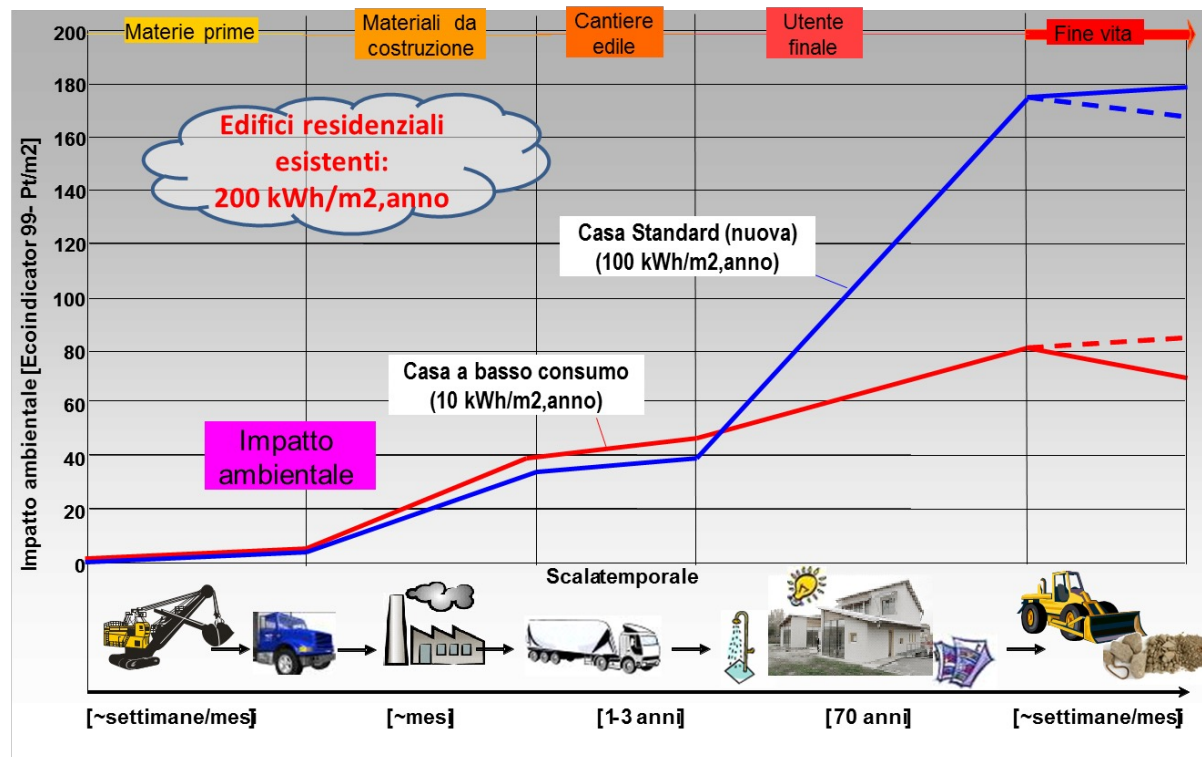 Materie prime
Materiali da
costruzione
Cantiere
edile
Utente
finale
Fine vita
Impatto ambientale [Ecoindicator 99- Pt/m2]
200
180
160
140
120
100
80
60
40
20
0
Edifici residenziali
esistenti:
200 kWh/m2,anno
Casa Standard (nuova)
(100 kWh/m2,anno)
Casa a basso consumo
(10 kWh/m2,anno)
Impatto
ambientale
Scalatemporale
[~settimane/mesi]
[~mesi]
[1-3 anni]
[70 anni]
[~settimane/mesi]